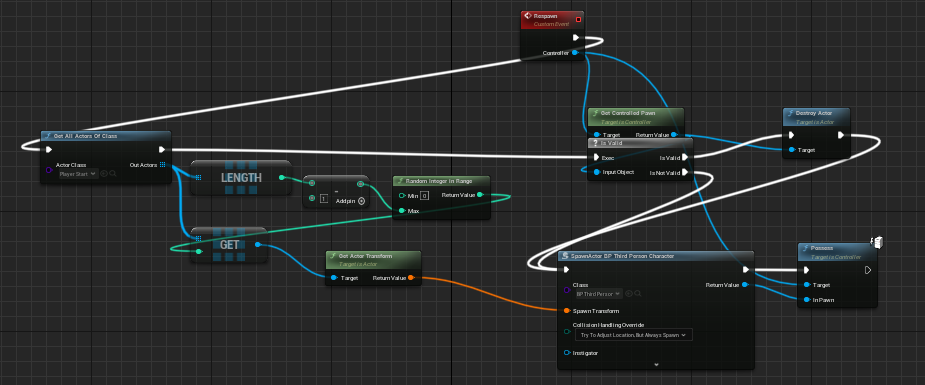 Respawn
Custom Event
Controller
Get Controlled Pawn
Target is Controller
Target
Return Value
Destroy Actor
Target is Actor
Target
Is Valid
Exec
Is Valid
Input Object
Is Not Valid
Get All Actors Of Class
Actor Class
Player Start
Out Actors
LENGTH
1
Add pin
Random Integer in Range
Min
0
Return Value
Max
GET
Get Actor Transform
Target is Actor
Target
Return Value
SpawnActor BP Third Person Character
Class
BP Third Person
Return Value
Spawn Transform
Collision Handling Override
Try To Adjust Location, But Always Spawn
Instigator
Possess
Target is Controller
Target
In Pawn